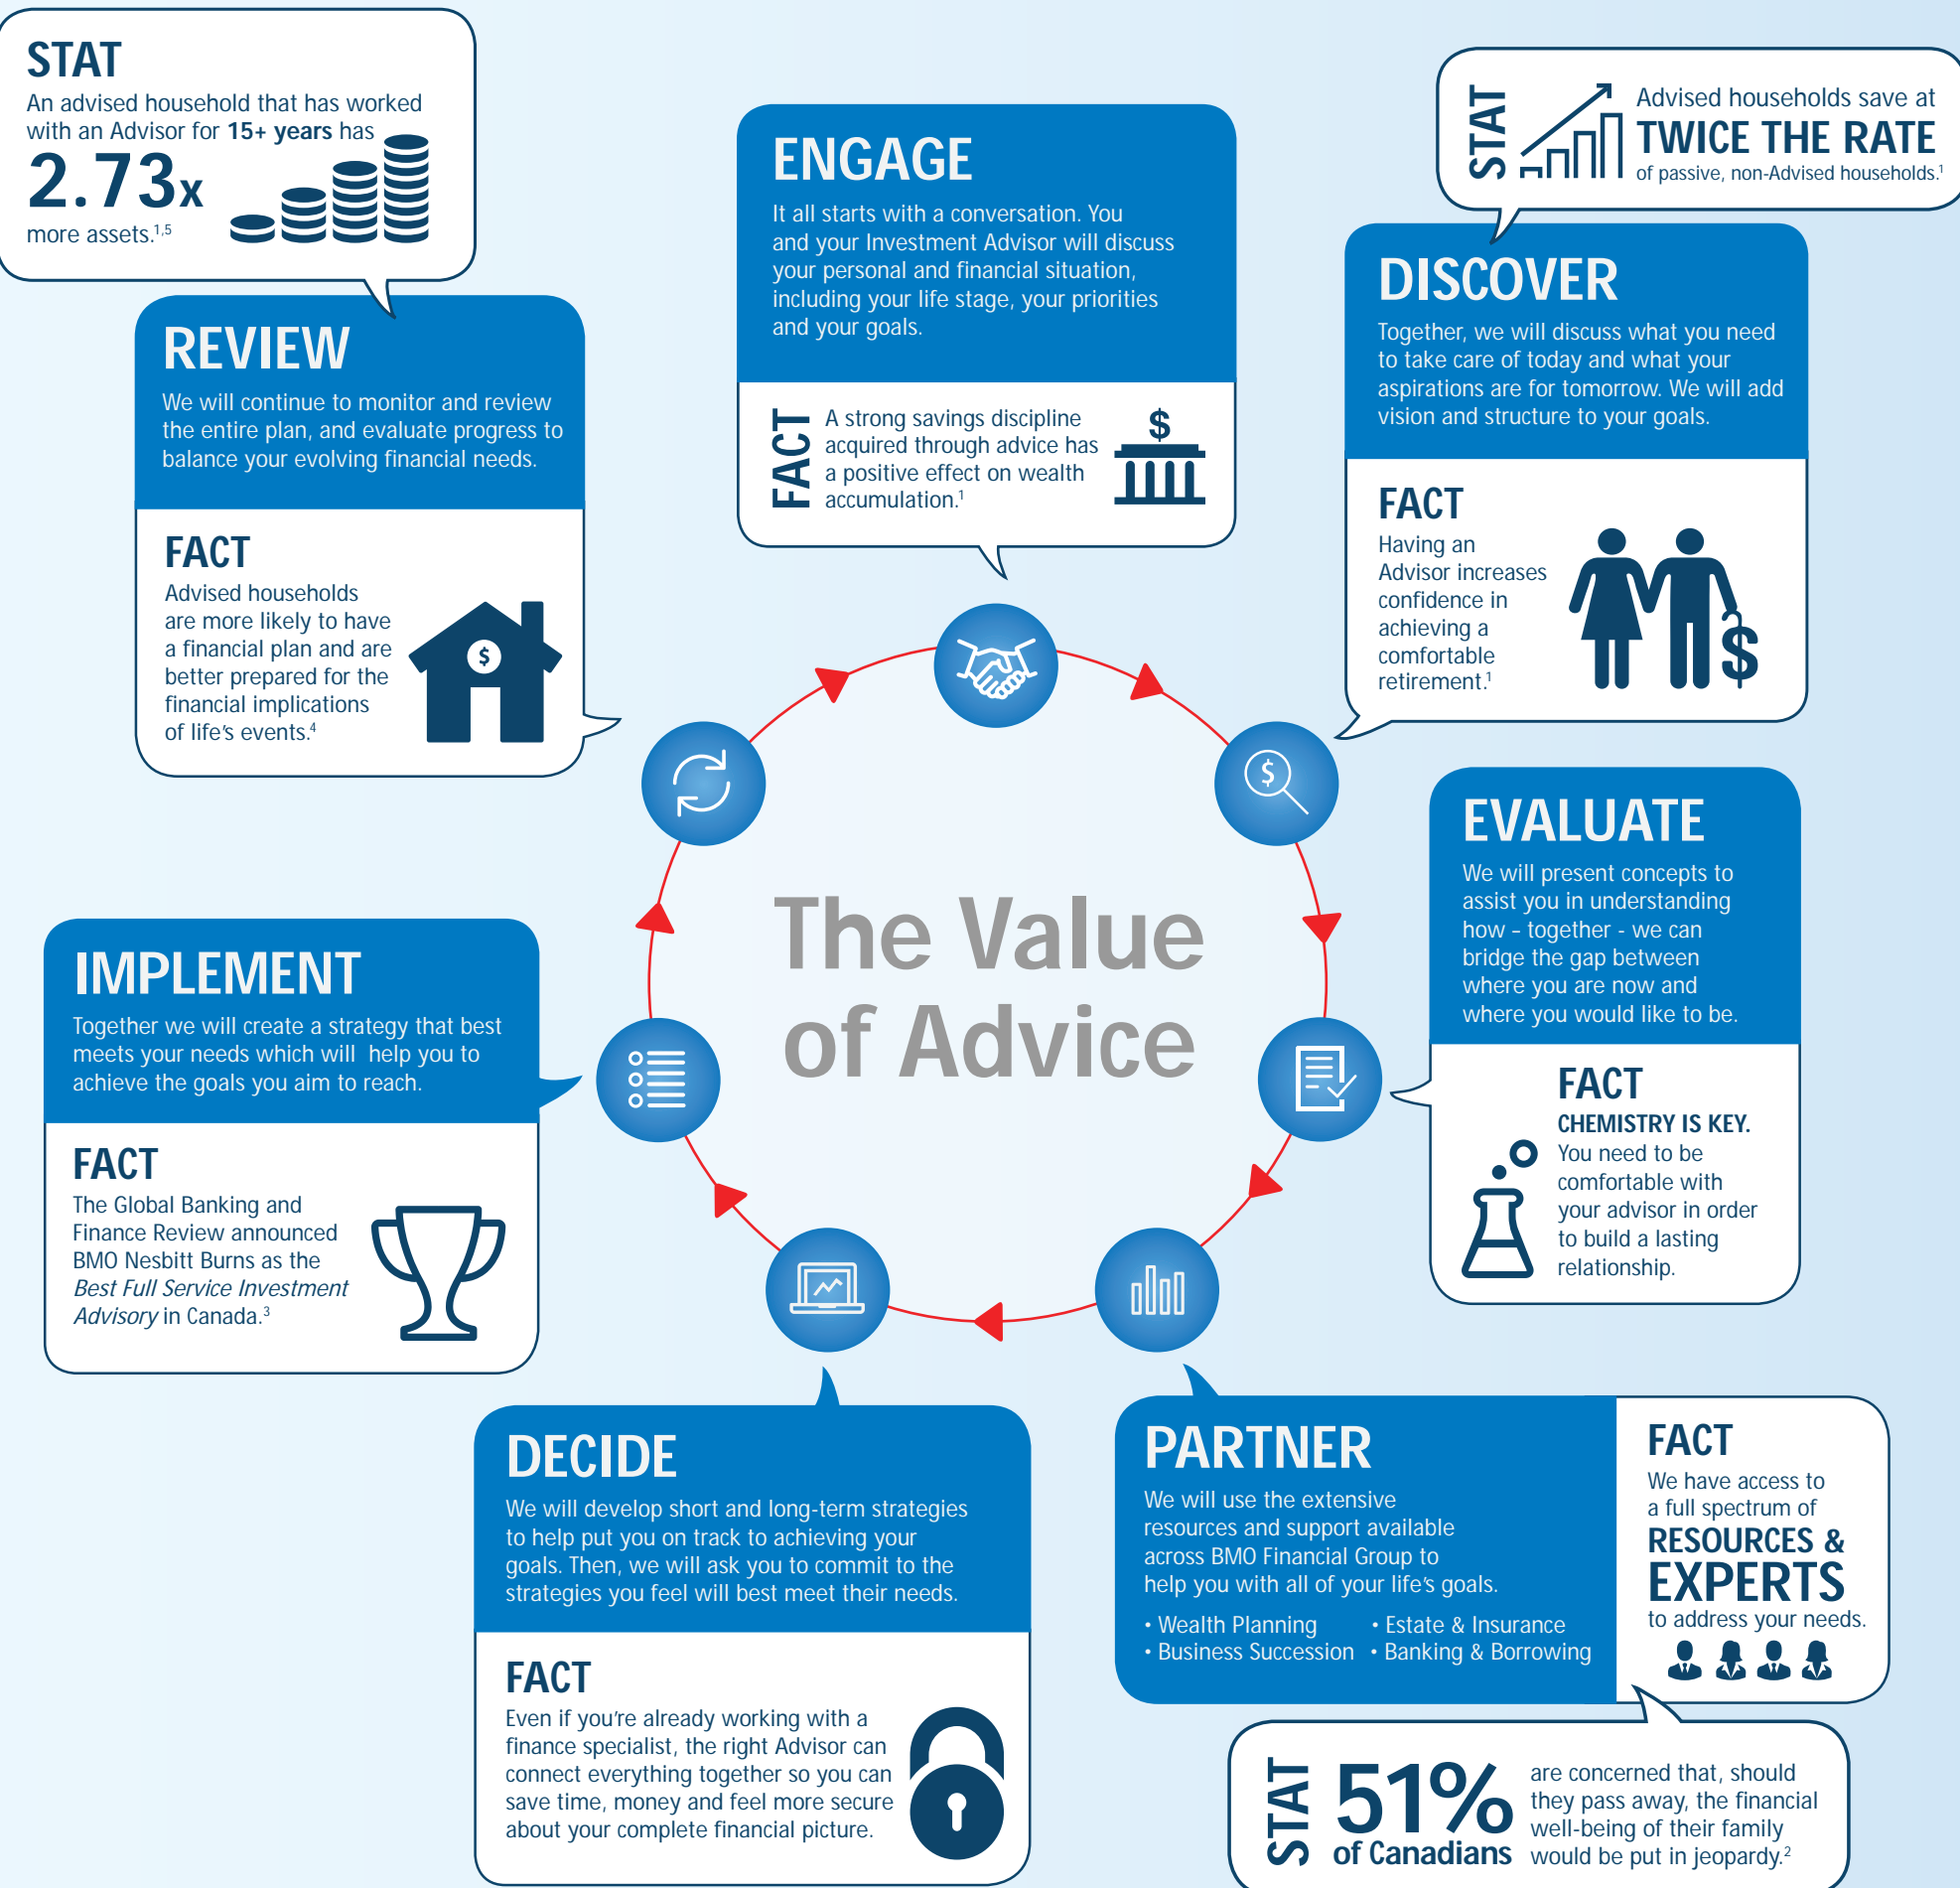 STAT
An advised household that has worked
with an Advisor for 15+ years has
2.73x
more assets.1,5
REVIEW
We will continue to monitor and review
the entire plan, and evaluate progress to
balance your evolving financial needs.
FACT
Advised households
are more likely to have
a financial plan and are
better prepared for the
financial implications
of life's events.4
$
ENGAGE
It all starts with a conversation. You
and your Investment Advisor will discuss
your personal and financial situation,
including your life stage, your priorities
and your goals.
FACT
A strong savings discipline
acquired through advice has
a positive effect on wealth
accumulation.1
$
STAT
Advised households save at
TWICE THE RATE
of passive, non-Advised households.1
DISCOVER
Together, we will discuss what you need
to take care of today and what your
aspirations are for tomorrow. We will add
vision and structure to your goals.
FACT
Having an
Advisor increases
confidence in
achieving a
comfortable
retirement.1
$
$
EVALUATE
We will present concepts to
assist you in understanding
how – together - we can
bridge the gap between
where you are now and
where you would like to be.
FACT
CHEMISTRY IS KEY.
You need to be
comfortable with
your advisor in order
to build a lasting
relationship.
The Value
of Advice
IMPLEMENT
Together we will create a strategy that best
meets your needs which will  help you to
achieve the goals you aim to reach.
FACT
The Global Banking and
Finance Review announced
BMO Nesbitt Burns as the
Best Full Service Investment
Advisory in Canada.3
DECIDE
We will develop short and long-term strategies
to help put you on track to achieving your
goals. Then, we will ask you to commit to the
strategies you feel will best meet their needs.
FACT
Even if you're already working with a
finance specialist, the right Advisor can
connect everything together so you can
save time, money and feel more secure
about your complete financial picture.
PARTNER
We will use the extensive
resources and support available
across BMO Financial Group to
help you with all of your life's goals.
• Wealth Planning • Estate & Insurance
• Business Succession • Banking & Borrowing
FACT
We have access to
a full spectrum of
RESOURCES &
EXPERTS
to address your needs.
STAT
51%
of Canadians
are concerned that, should
they pass away, the financial
well-being of their family
would be put in jeopardy.2